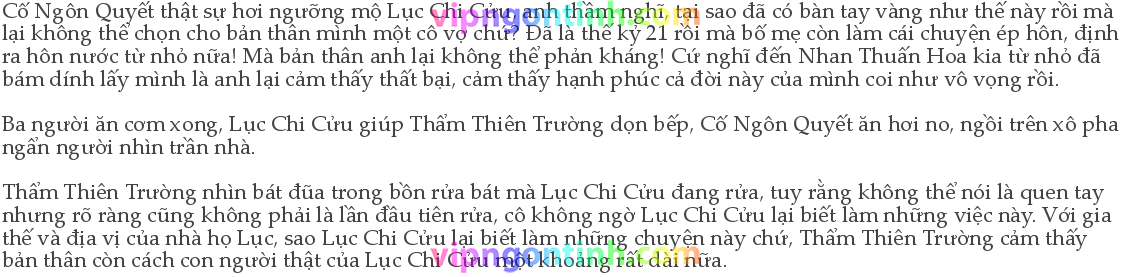 Cố Ngôn Quyết thật sự hơi ngưỡng mộ Lục Chi Cửu, anh thầm nghĩ tại sao đã có bàn tay vàng như thế này rồi mà
lại không thể chọn cho bản thân mình một cô vợ chứ? Đã là thế kỷ 21 rồi mà bố mẹ còn làm cái chuyện ép hôn, định
ra hôn nước từ nhỏ nữa! Mà bản thân anh lại không thể phản kháng! Cứ nghĩ đến Nhan Thuấn Hoa kia từ nhỏ đã
bám dính lấy mình là anh lại cảm thấy thất bại, cảm thấy hạnh phúc cả đời này của mình coi như vô vọng rồi.
Ba người ăn cơm xong, Lục Chi Cửu giúp Thẩm Thiên Trường dọn bếp, Cố Ngôn Quyết ăn hơi no, ngồi trên xô pha
ngẩn người nhìn trần nhà.
Thẩm Thiên Trường nhìn bát đũa trong bồn rửa bát mà Lục Chi Cửu đang rửa, tuy rằng không thể nói là quen tay
nhưng rõ ràng cũng không phải là lần đầu tiên rửa, cô không ngờ Lục Chi Cửu lại biết làm những việc này. Với gia
thế và địa vị của nhà họ Lục, sao Lục Chi Cửu lại biết làm những chuyện này chứ, Thẩm Thiên Trường cảm thấy
bản thân còn cách con người thật của Lục Chi Cửu một khoảng rất dài nữa.
vipngontinh.com
vipngontinh.com